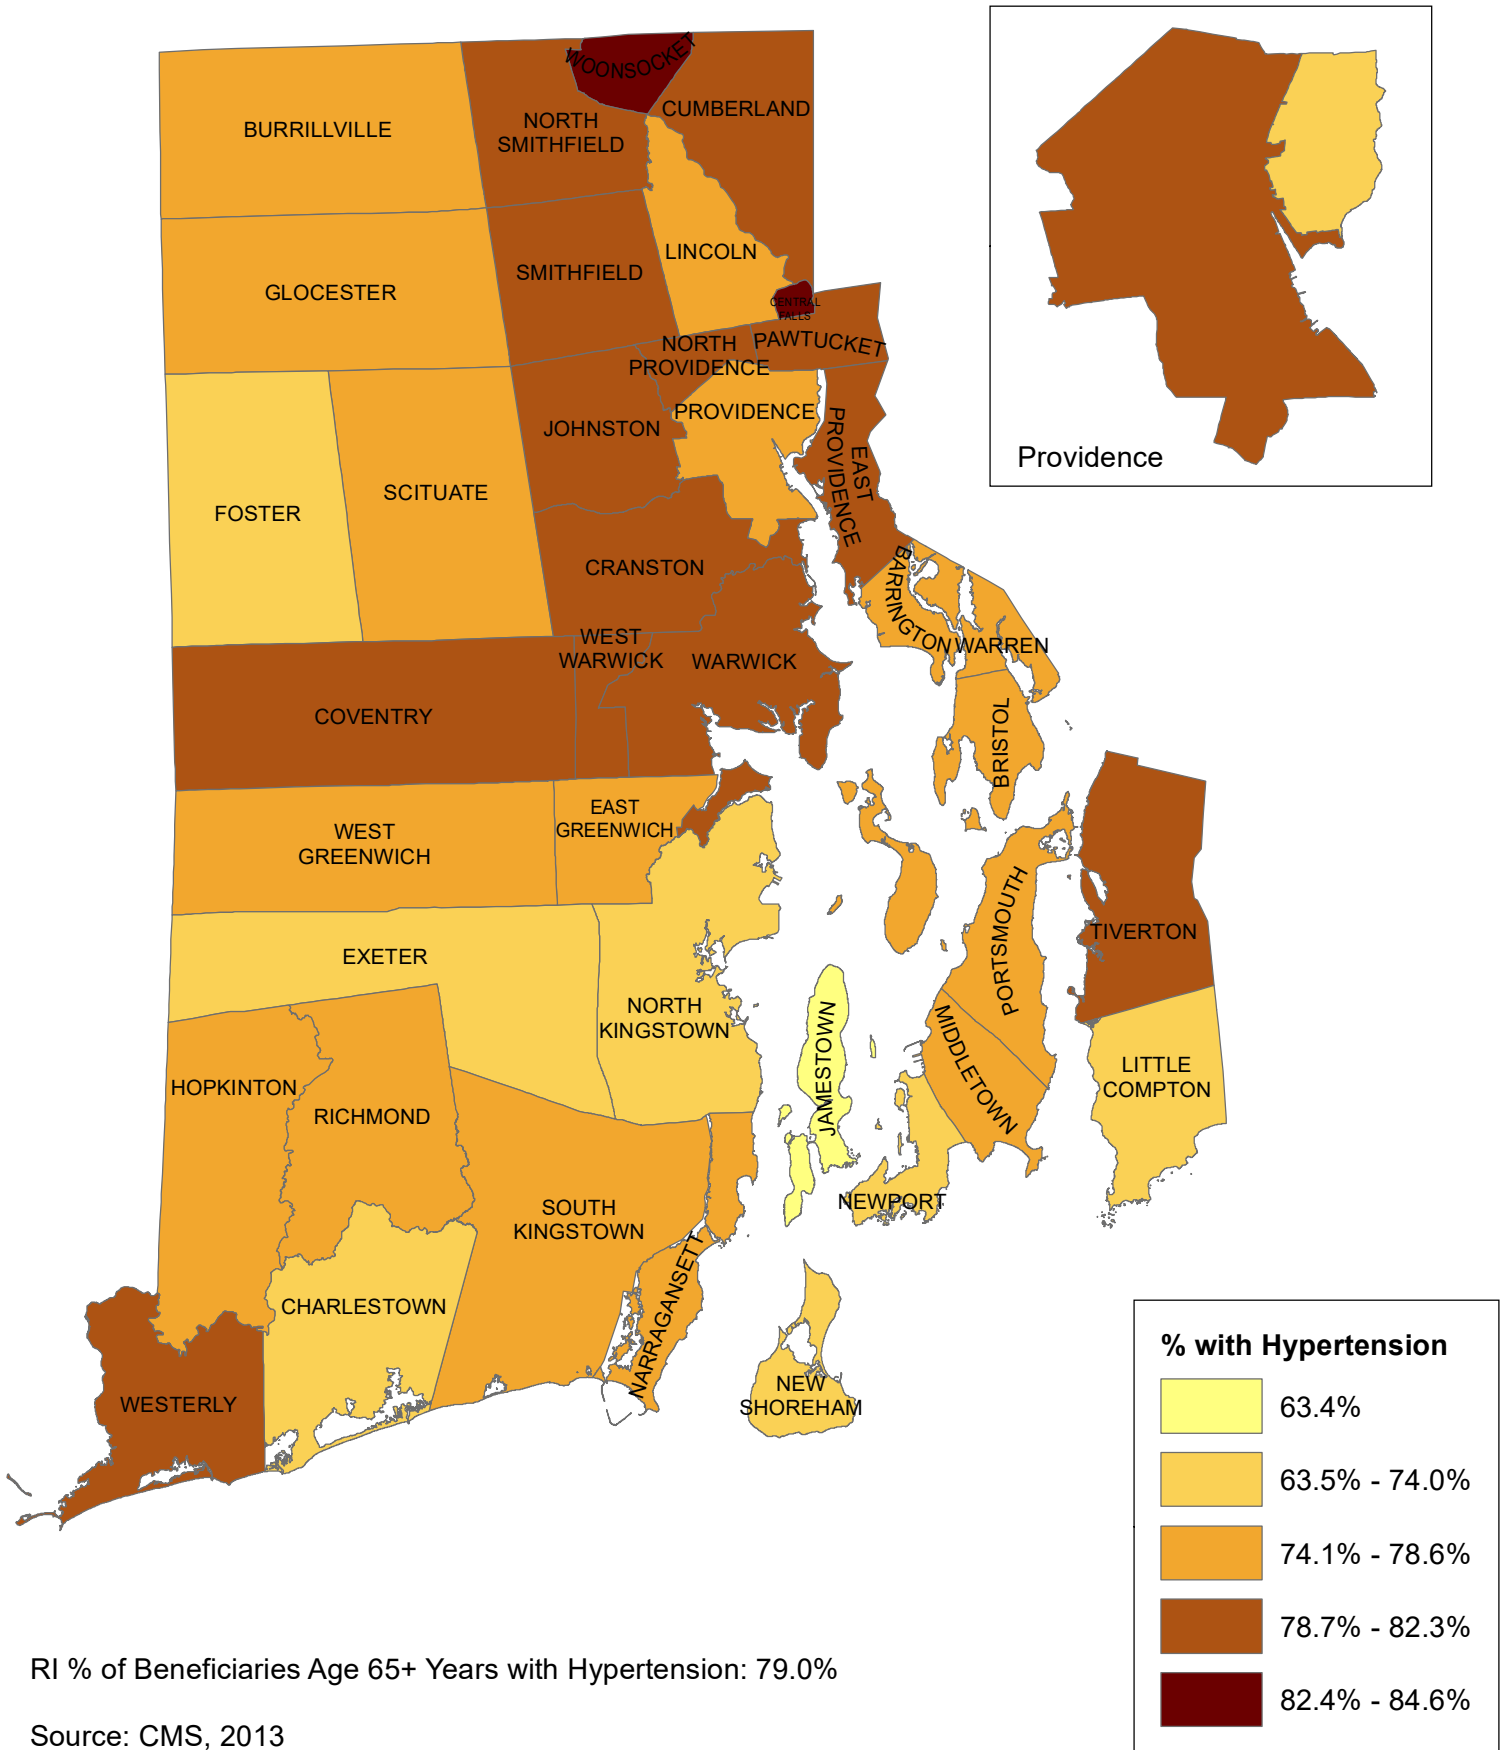 WOONSOCKET
CUMBERLAND
BURRILLVILLE
NORTH
SMITHFIELD
LINCOLN
SMITHFIELD
GLOCESTER
CENTRAL
FALLS
NORTH
PROVIDENCE
PAWTUCKET
PROVIDENCE
JOHNSTON
EAST
PROVIDENCE
Providence
SCITUATE
FOSTER
CRANSTON
BARRINGTON
WARREN
WEST
WARWICK
WARWICK
COVENTRY
BRISTOL
EAST
GREENWICH
WEST
GREENWICH
PORTSMOUTH
TIVERTON
EXETER
NORTH
KINGSTOWN
JAMESTOWN
MIDDLETOWN
LITTLE
COMPTON
HOPKINTON
RICHMOND
SOUTH
KINGSTOWN
NEWPORT
NARRAGANSETT
CHARLESTOWN
NEW
SHOREHAM
WESTERLY
% with Hypertension
63.4%
63.5% - 74.0%
74.1% - 78.6%
78.7% - 82.3%
82.4% - 84.6%
RI % of Beneficiaries Age 65+ Years with Hypertension: 79.0%
Source: CMS, 2013